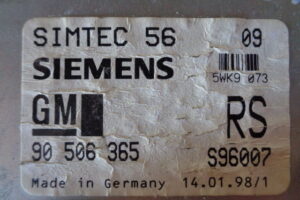 SIMTEC 56 09
SIEMENS 5WK9 073
GM RS
90 506 365 S96007
Made in Germany 14.01.98/1